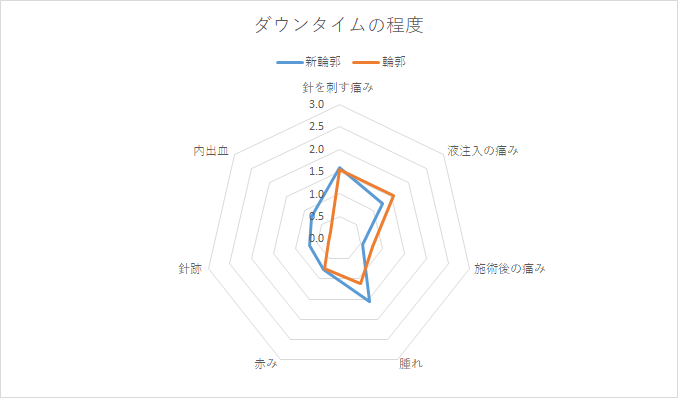 ダウンタイムの程度
新輪郭 輪郭
針を刺す痛み
液注入の痛み
施術後の痛み
腫れ
赤み
針跡
内出血
3.0
2.5
2.0
1.5
1.0
0.5
0.0